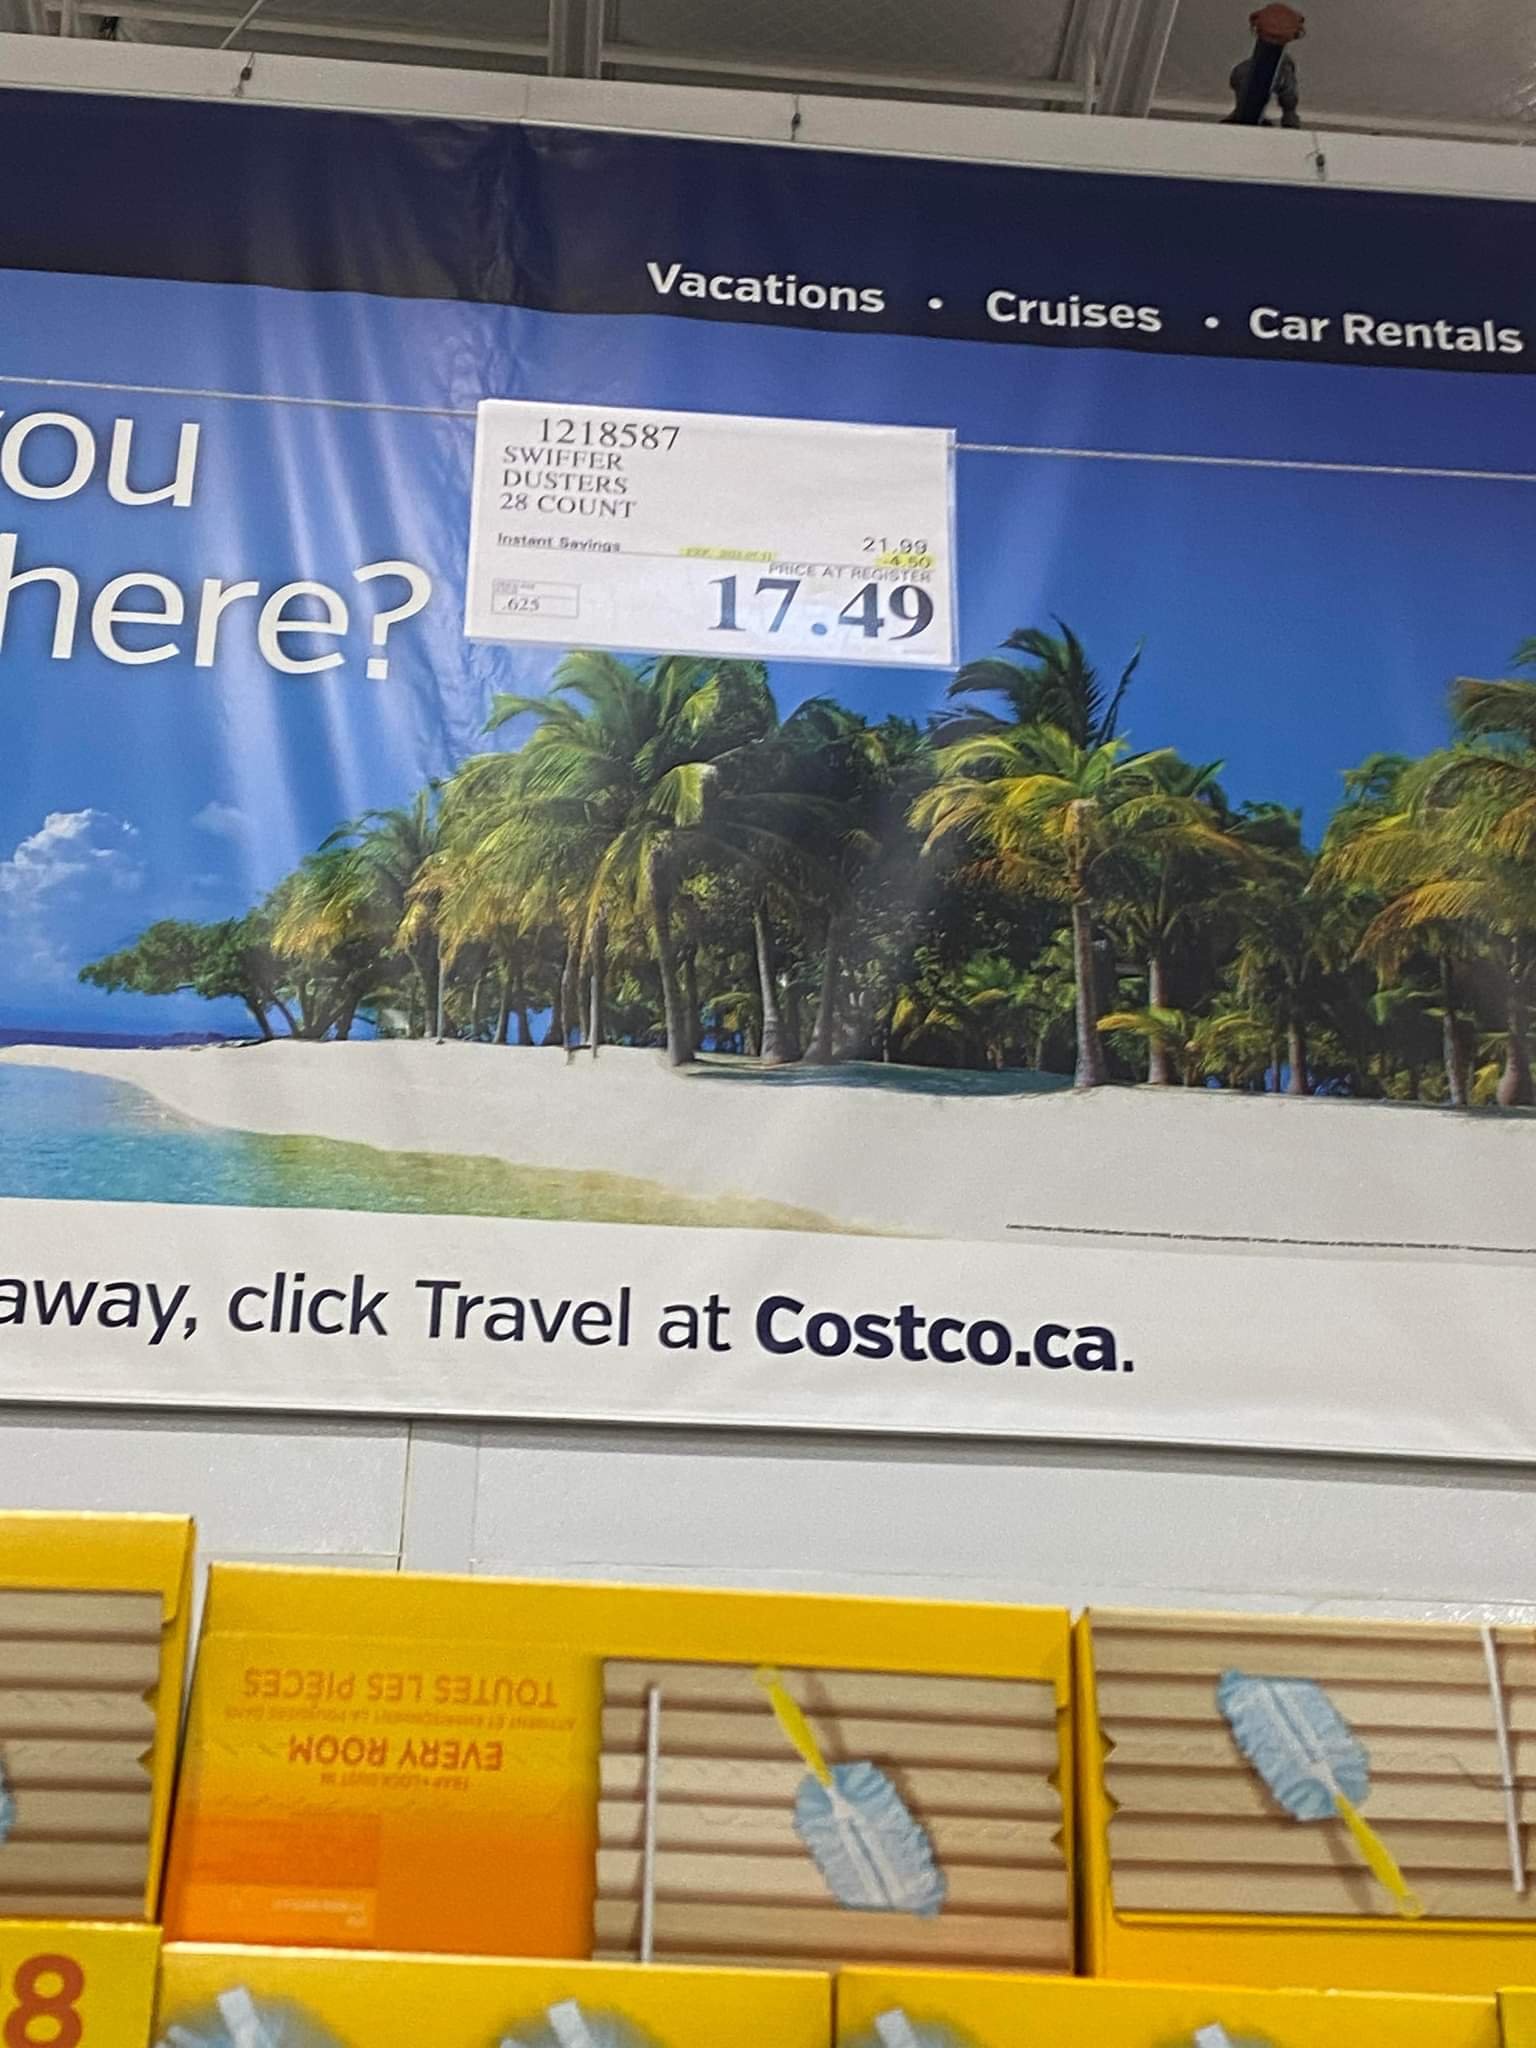 Vacations • Cruises • Car Rentals
ou
here?
1218587
SWIFFER
DUSTERS
28 COUNT
21.99
Instant Savings -4.50
PRICE AT REGISTER
.625
17.49
away, click Travel at Costco.ca.
TOUTES LES PIÈCES
EVERY ROOM
8